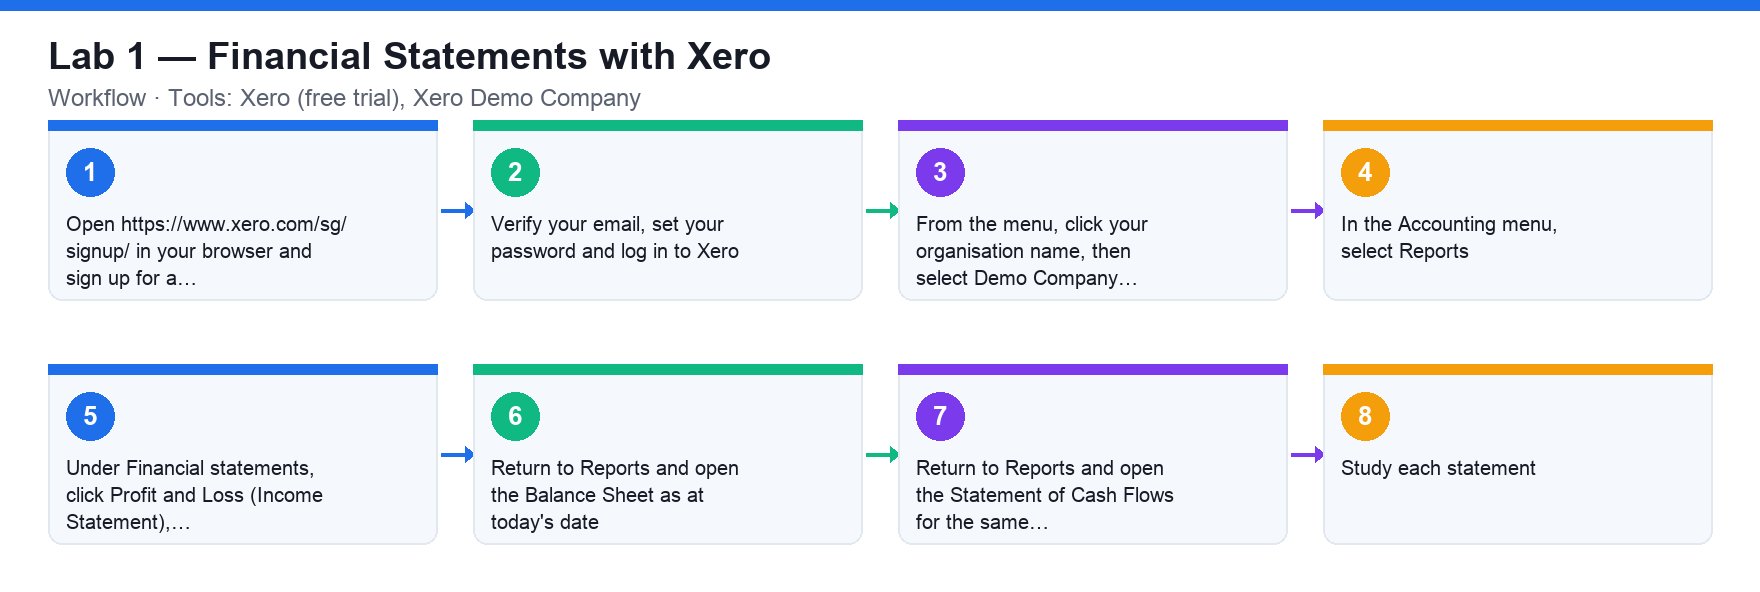 Lab 1 — Financial Statements with Xero
Workflow · Tools: Xero (free trial), Xero Demo Company
1
Open https://www.xero.com/sg/
signup/ in your browser and
sign up for a…
2
Verify your email, set your
password and log in to Xero
3
From the menu, click your
organisation name, then
select Demo Company…
4
In the Accounting menu,
select Reports
5
Under Financial statements,
click Profit and Loss (Income
Statement),…
6
Return to Reports and open
the Balance Sheet as at
today's date
7
Return to Reports and open
the Statement of Cash Flows
for the same…
8
Study each statement